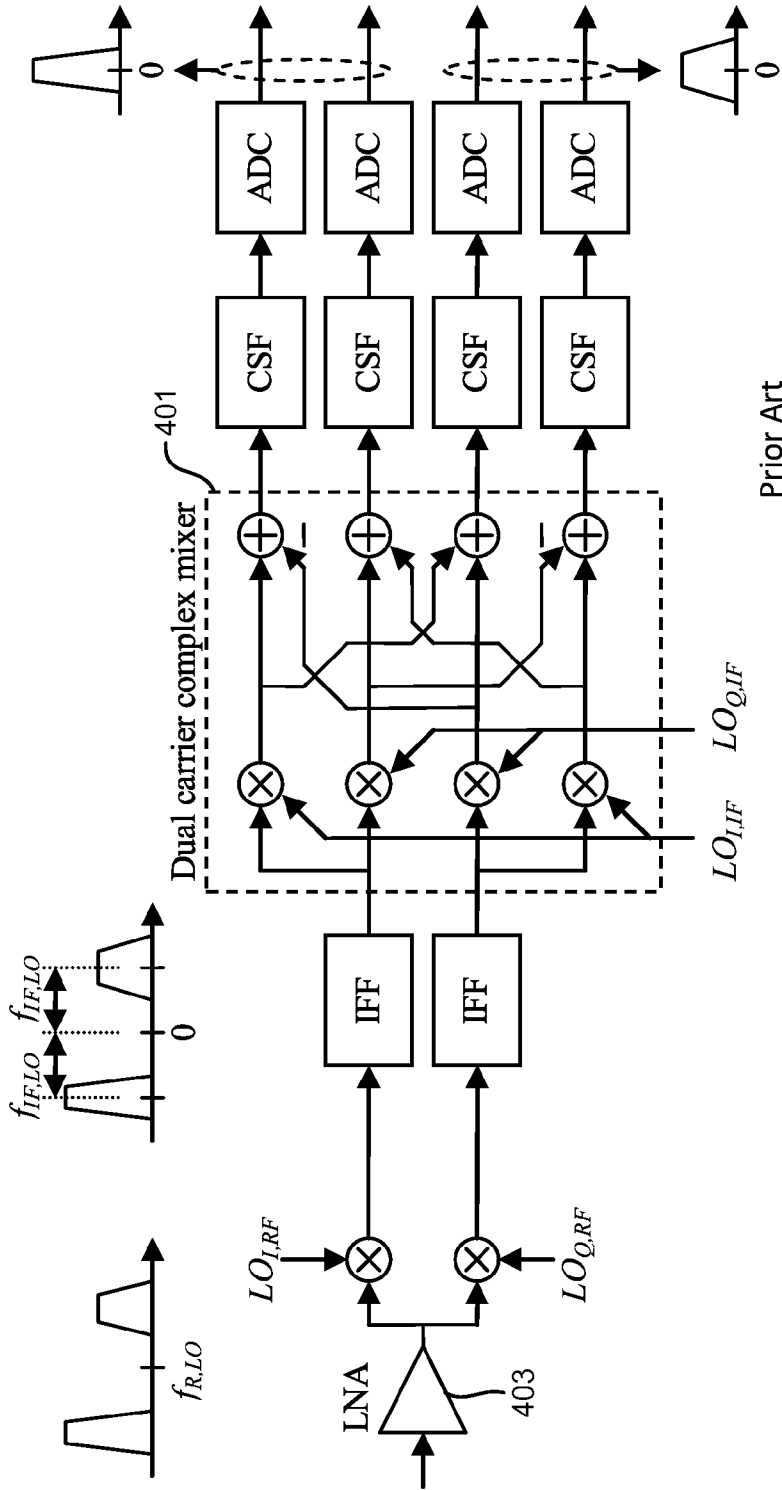 f_{R,LO}
f_{IF,LO} f_{IF,LO}
0
0
0
LNA
403
LO_{I,RF}
LO_{Q,RF}
IFF
IFF
Dual carrier complex mixer
401
LO_{I,IF}
LO_{Q,IF}
CSF ADC
CSF ADC
CSF ADC
CSF ADC
Prior Art